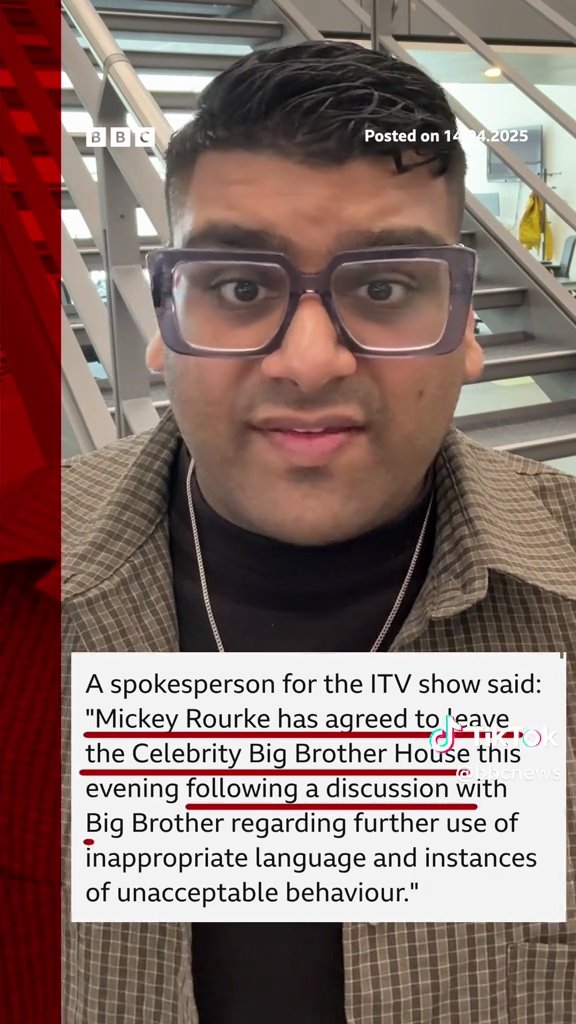 BBC
Posted on 14.04.2025
A spokesperson for the ITV show said:
"Mickey Rourke has agreed to leave
the Celebrity Big Brother House this
evening following a discussion with
Big Brother regarding further use of
inappropriate language and instances
of unacceptable behaviour."
TikTok
@bbcnews